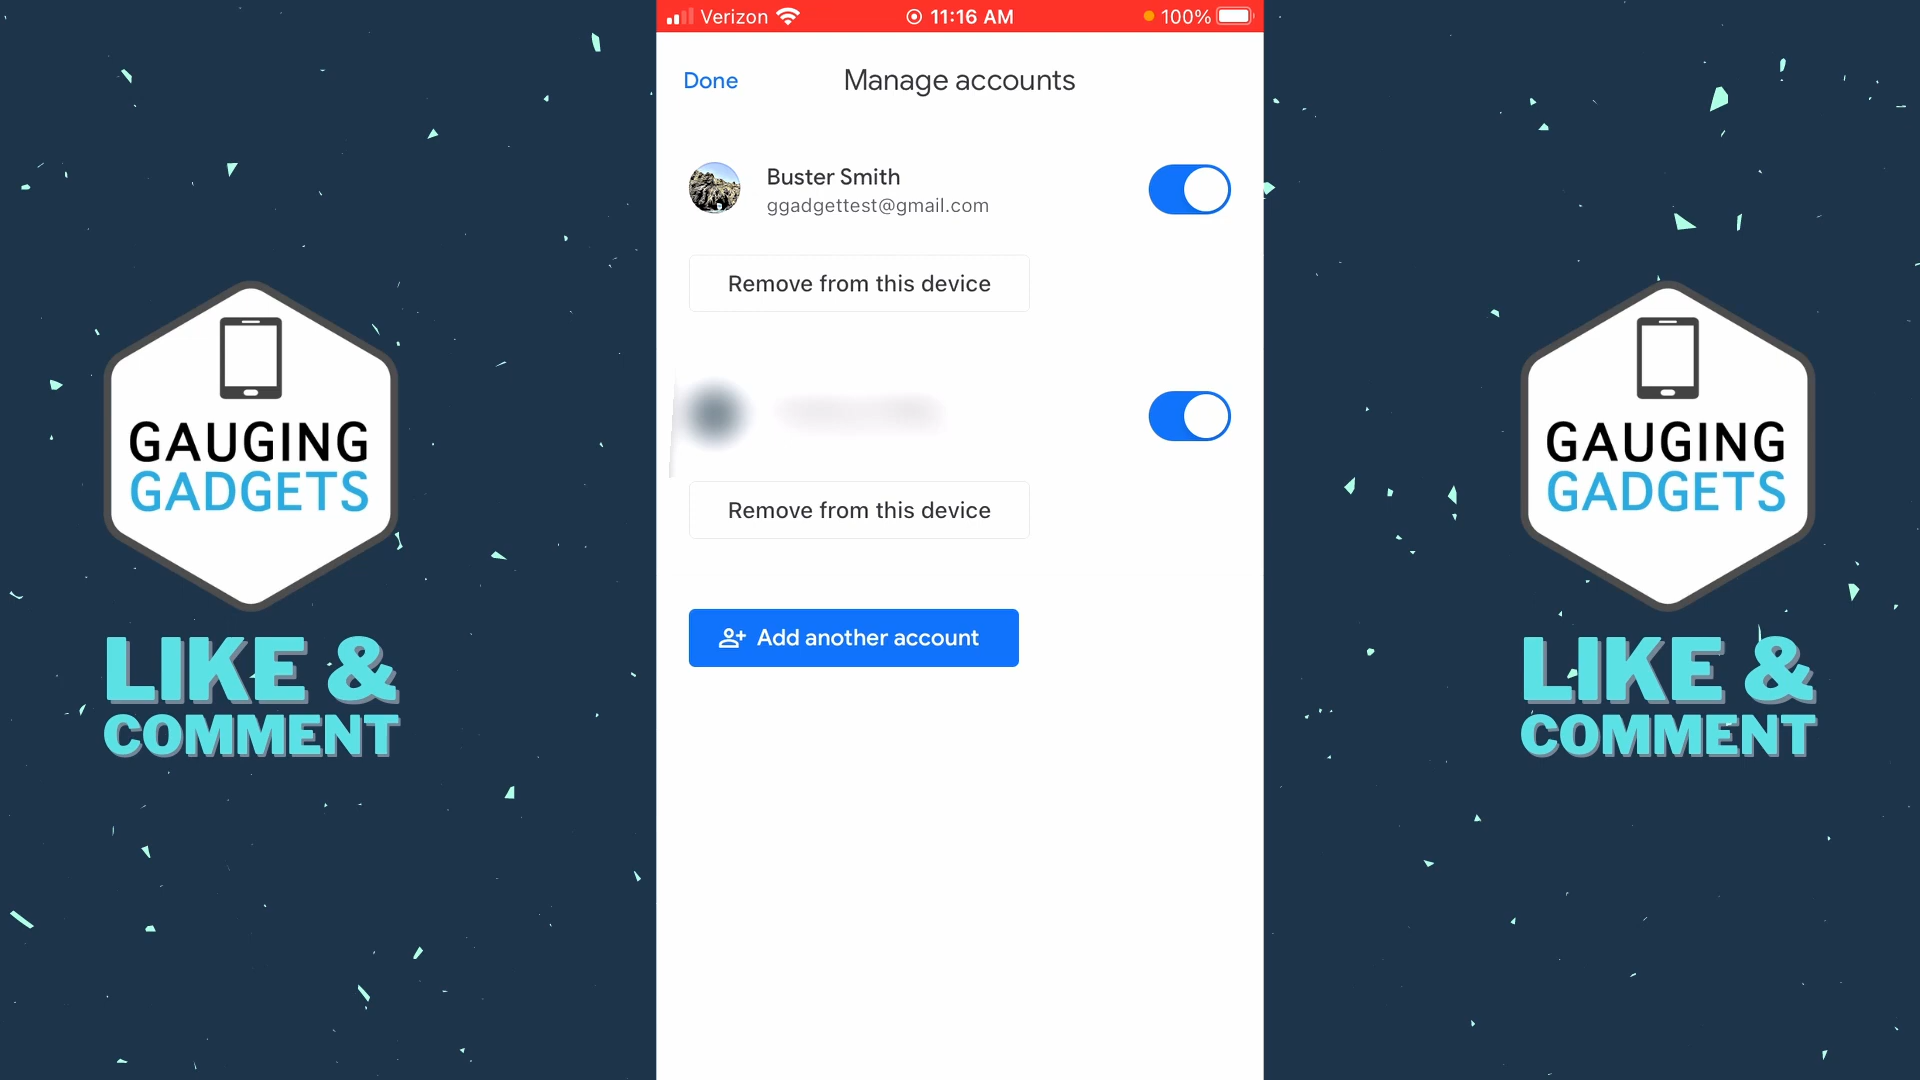 Verizon 11:16 AM 100%
Done Manage accounts
Buster Smith
ggadgettest@gmail.com
Remove from this device
Remove from this device
Add another account
GAUGING
GADGETS
LIKE &
COMMENT
GAUGING
GADGETS
LIKE &
COMMENT